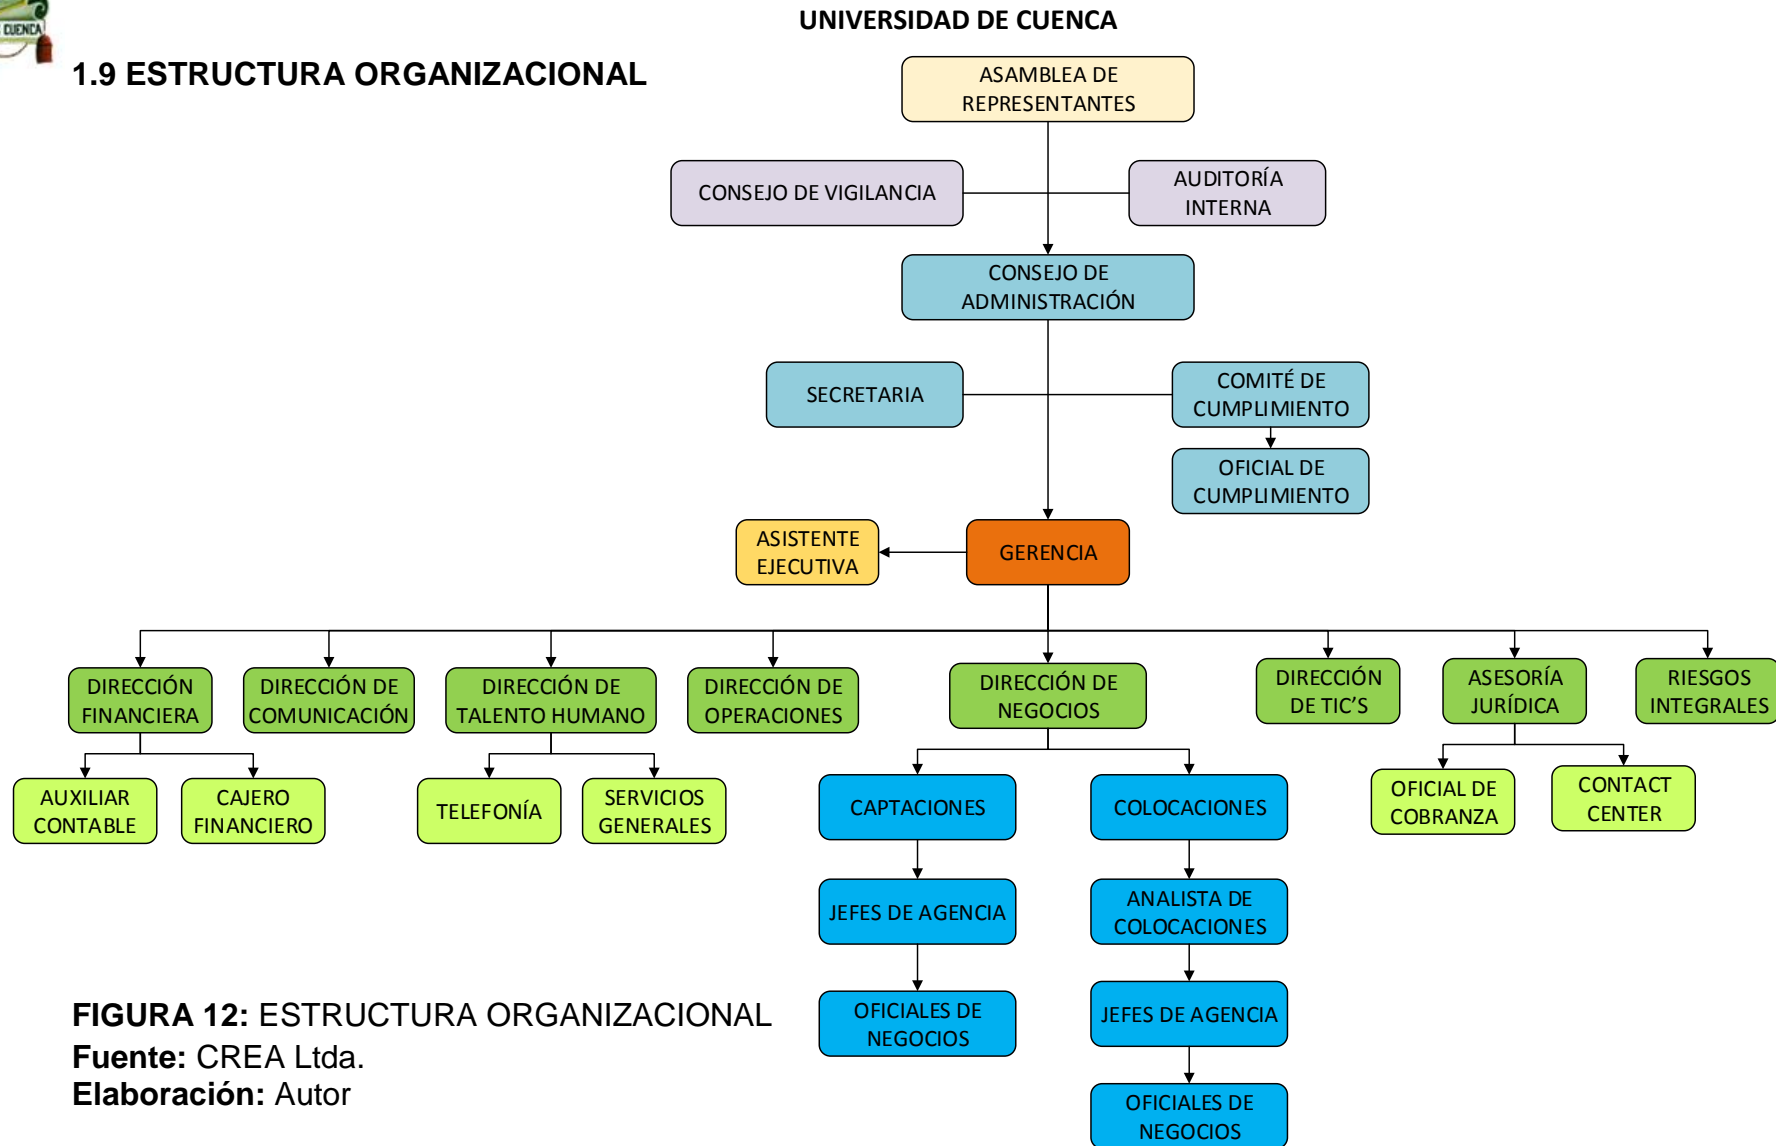 UNIVERSIDAD DE CUENCA
CUENCA
1.9 ESTRUCTURA ORGANIZACIONAL
ASAMBLEA DE
REPRESENTANTES
CONSEJO DE VIGILANCIA
AUDITORÍA
INTERNA
CONSEJO DE
ADMINISTRACIÓN
SECRETARIA
COMITÉ DE
CUMPLIMIENTO
OFICIAL DE
CUMPLIMIENTO
ASISTENTE
EJECUTIVA
GERENCIA
DIRECCIÓN
FINANCIERA
DIRECCIÓN DE
COMUNICACIÓN
DIRECCIÓN DE
TALENTO HUMANO
DIRECCIÓN DE
OPERACIONES
DIRECCIÓN DE
NEGOCIOS
DIRECCIÓN
DE TIC’S
ASESORÍA
JURÍDICA
RIESGOS
INTEGRALES
AUXILIAR
CONTABLE
CAJERO
FINANCIERO
TELEFONÍA
SERVICIOS
GENERALES
CAPTACIONES
COLOCACIONES
OFICIAL DE
COBRANZA
CONTACT
CENTER
JEFES DE AGENCIA
ANALISTA DE
COLOCACIONES
OFICIALES DE
NEGOCIOS
JEFES DE AGENCIA
OFICIALES DE
NEGOCIOS
FIGURA 12: ESTRUCTURA ORGANIZACIONAL
Fuente: CREA Ltda.
Elaboración: Autor